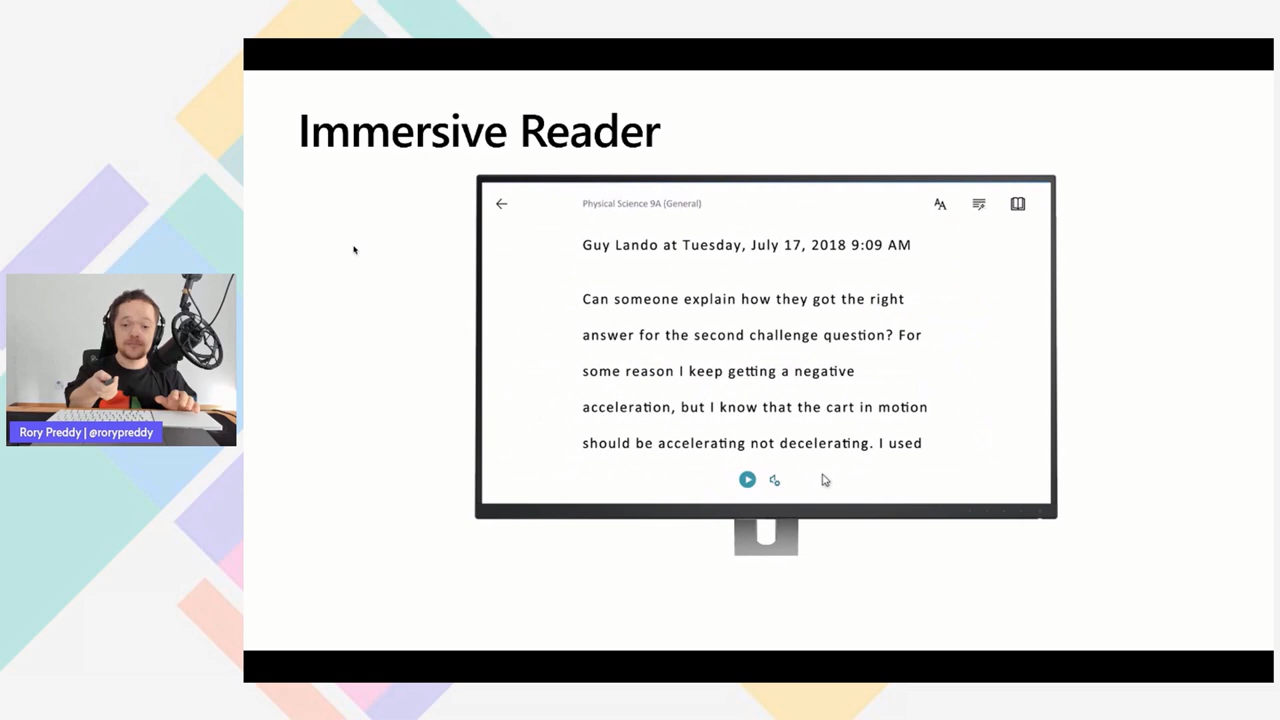 Immersive Reader
Physical Science 9A (General)
Guy Lando at Tuesday, July 17, 2018 9:09 AM
Can someone explain how they got the right
answer for the second challenge question? For
some reason I keep getting a negative
acceleration, but I know that the cart in motion
should be accelerating not decelerating. I used
Rory Preddy | @rorypreddy